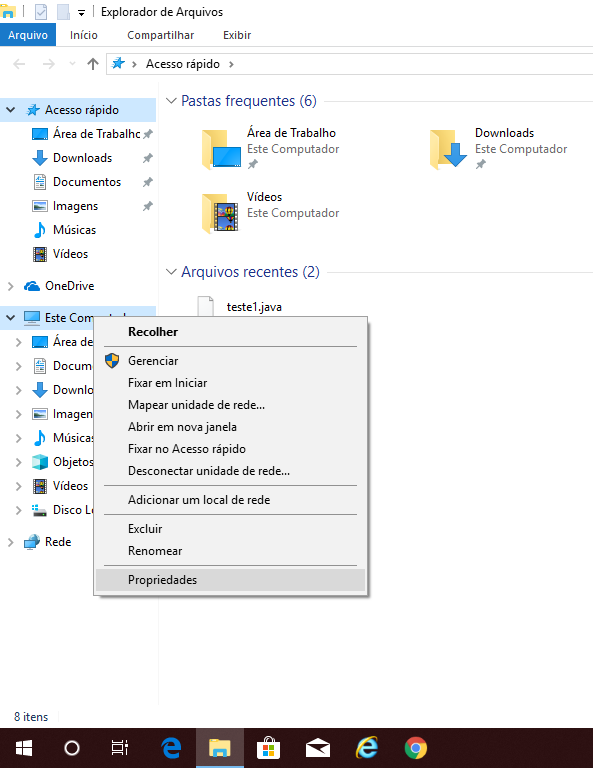 Explorador de Arquivos
Arquivo Início Compartilhar Exibir
Acesso rápido
Acesso rápido
Área de Trabalho
Downloads
Documentos
Imagens
Músicas
Vídeos
OneDrive
Este Com
Área de
Docum
Downlo
Imagen
Músicas
Objetos
Vídeos
Disco L
Rede
Pastas frequentes (6)
Área de Trabalho
Este Computador
Downloads
Este Computador
Vídeos
Este Computador
Arquivos recentes (2)
teste1.java
Recolher
Gerenciar
Fixar em Iniciar
Mapear unidade de rede...
Abrir em nova janela
Fixar no Acesso rápido
Desconectar unidade de rede...
Adicionar um local de rede
Excluir
Renomear
Propriedades
8 itens